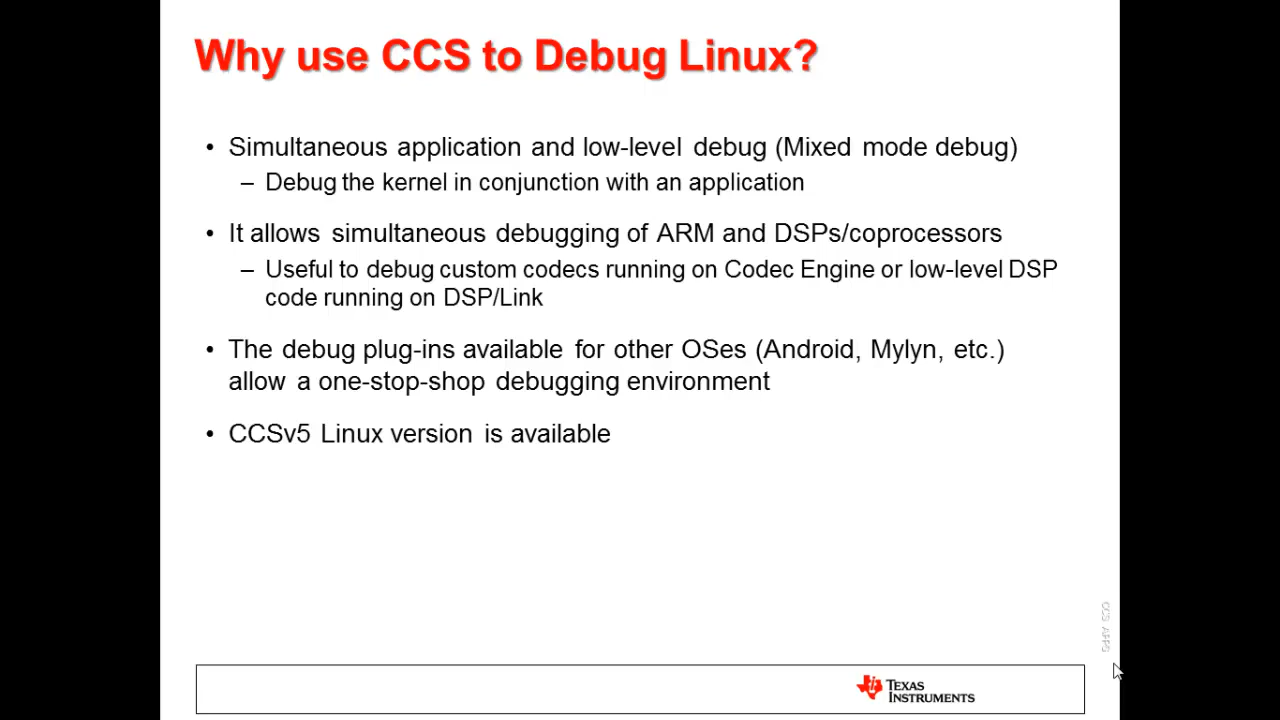 Why use CCS to Debug Linux?
• Simultaneous application and low-level debug (Mixed mode debug)
– Debug the kernel in conjunction with an application
• It allows simultaneous debugging of ARM and DSPs/coprocessors
– Useful to debug custom codecs running on Codec Engine or low-level DSP
code running on DSP/Link
• The debug plug-ins available for other OSes (Android, Mylyn, etc.)
allow a one-stop-shop debugging environment
• CCSv5 Linux version is available
CCS APPS
TEXAS
INSTRUMENTS